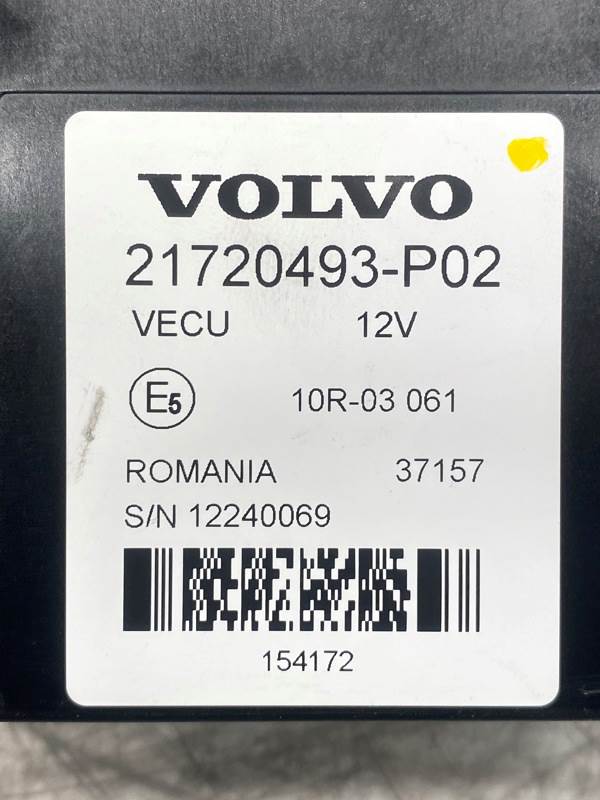 VOLVO
21720493-P02
VECU 12V
E5 10R-03 061
ROMANIA 37157
S/N 12240069
154172